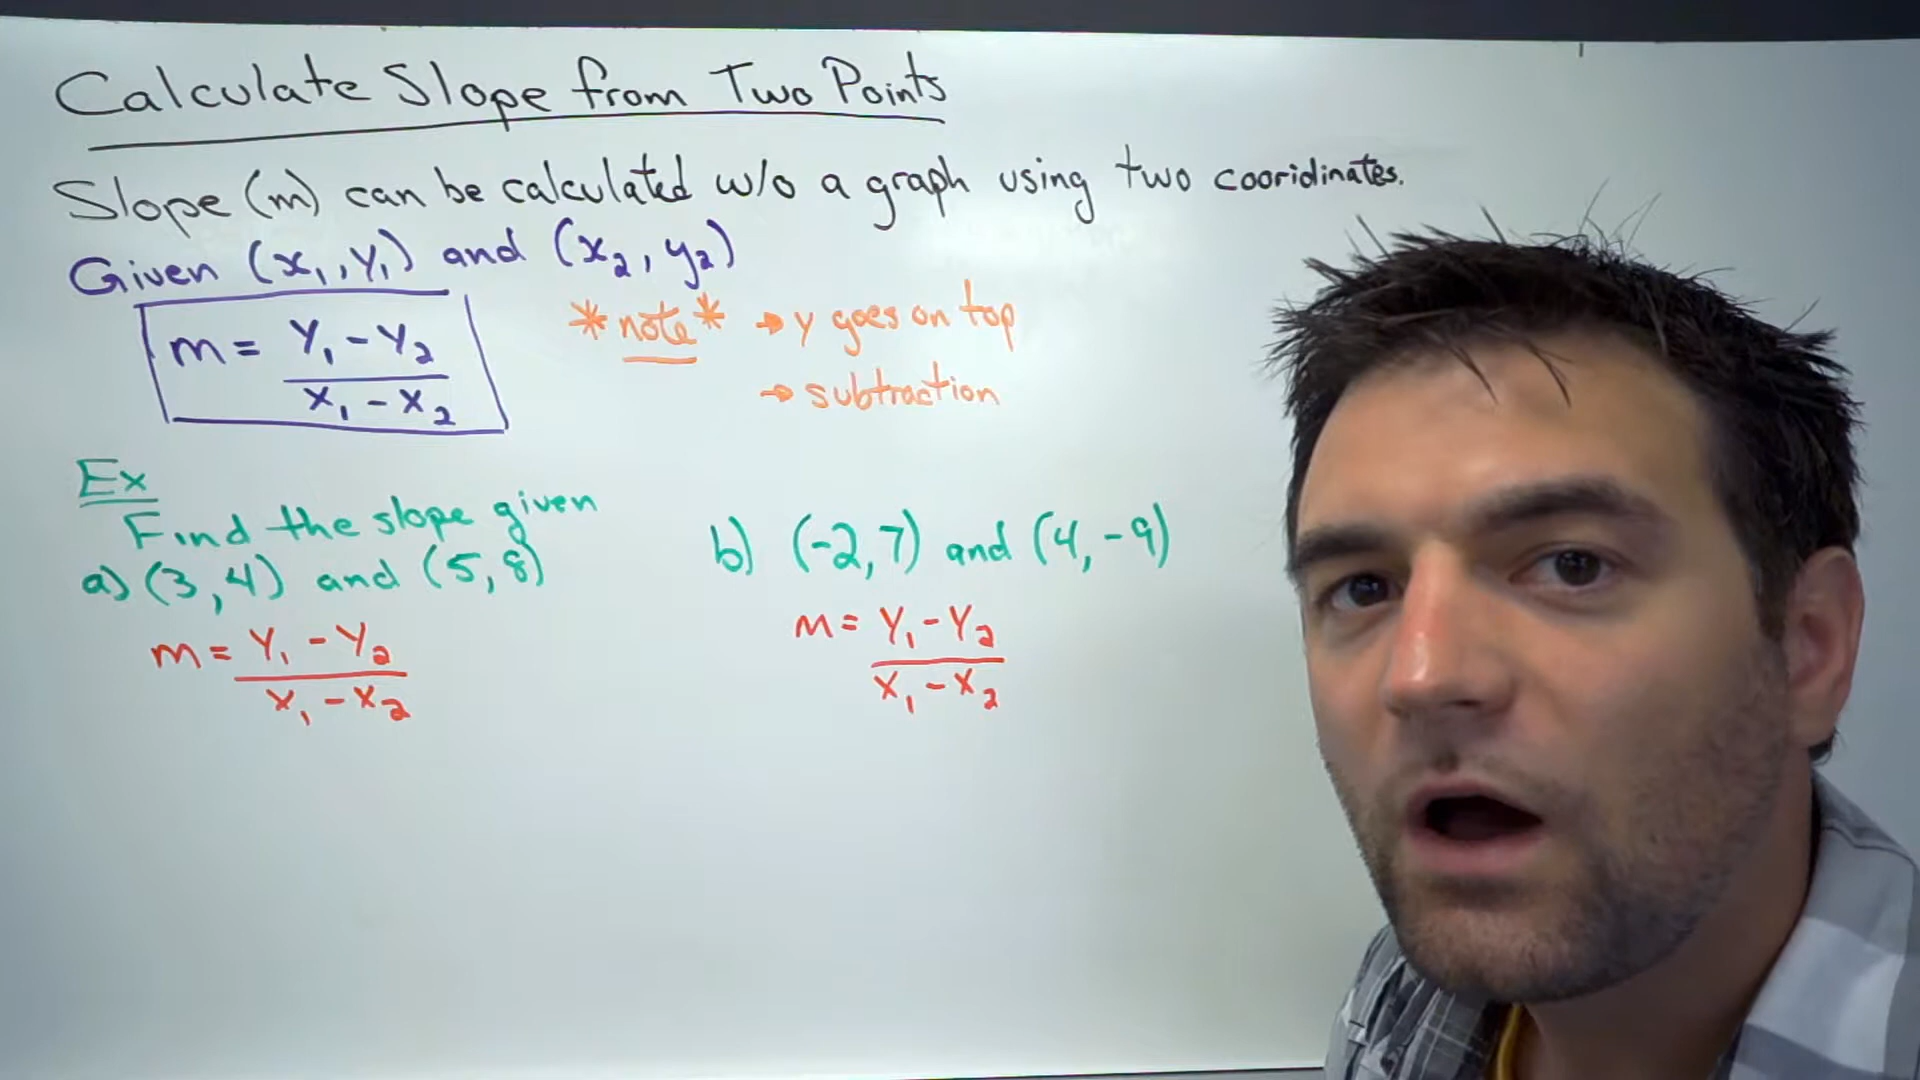 Calculate Slope from Two Points
Slope (m) can be calculated w/o a graph using two cooridinates.
Given (x₁, y₁) and (x₂, y₂)
m = y₁ - y₂
x₁ - x₂
*note* → y goes on top
→ subtraction
Ex
Find the slope given
a) (3, 4) and (5, 8)
m = y₁ - y₂
x₁ - x₂
b) (-2, 7) and (4, -9)
m = y₁ - y₂
x₁ - x₂